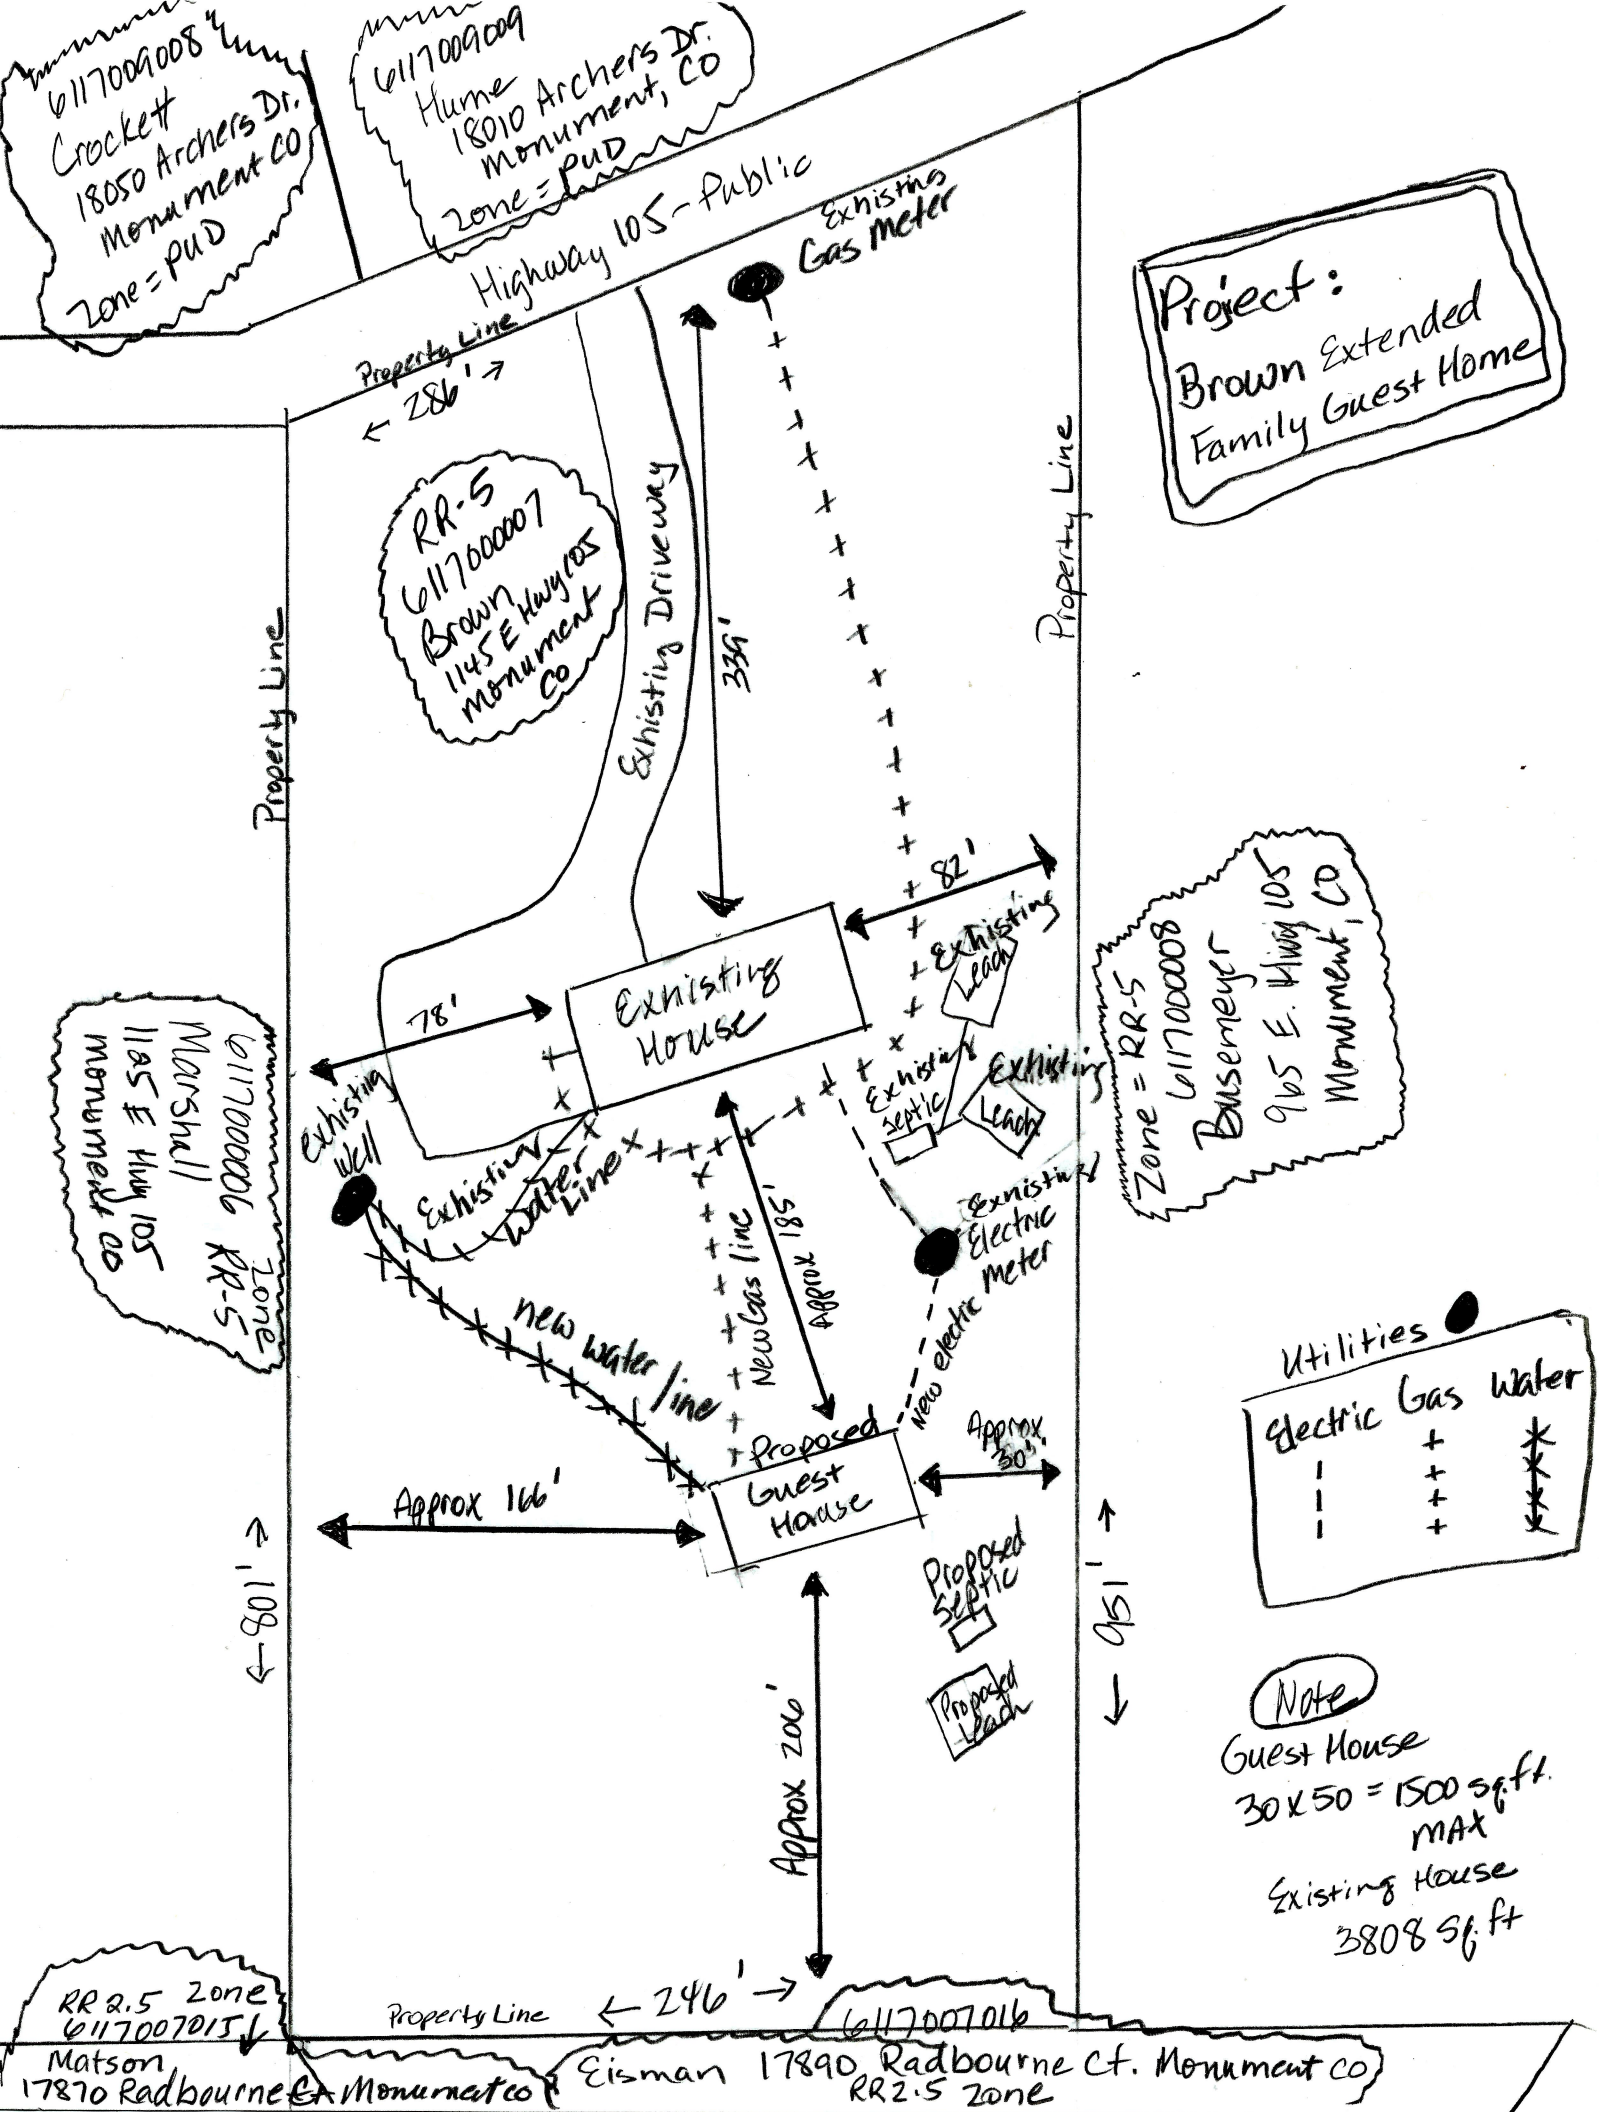 6117009008
Crockett
18050 Archers Dr.
Monument CO
Zone = PUD
6117009009
Hume
18010 Archers Dr.
Monument, CO
Zone = PUD
Highway 105 - Public
Exhisting
Gas Meter
Project:
Brown Extended
Family Guest Home
Property Line
← 286' →
RR-5
6117000007
Brown
1145 E Hwy 105
Monument
CO
Exhisting Driveway
339'
Property Line
Property Line
82'
Exhisting
Exhisting
Leach
Exhisting
House
78'
Exhisting
Well
Exhisting
Septic
Exhisting
Leach
Zone = RR-5
6117000008
Busemeyer
965 E. Hwy 105
Monument, CO
Zone
6117000006 RR-5
Marshall
1125 E Hwy 105
Monument CO
Exhisting
Water
Line
Approx 185'
New Gas line
Exhisting
Electric
Meter
New electric
new water line
Utilities
Electric Gas Water
Proposed
Guest
House
Approx
30'
Approx 166'
← 801' →
← 951' →
Proposed
Septic
Proposed
Leach
Approx 206'
Note
Guest House
30 x 50 = 1500 sq. ft.
MAX
Existing House
3808 sq. ft
RR 2.5 Zone
6117007015
Matson
17870 Radbourne Ct Monument co
Property Line
← 246' →
6117007016
Eisman 17890 Radbourne Ct. Monument CO
RR2.5 Zone